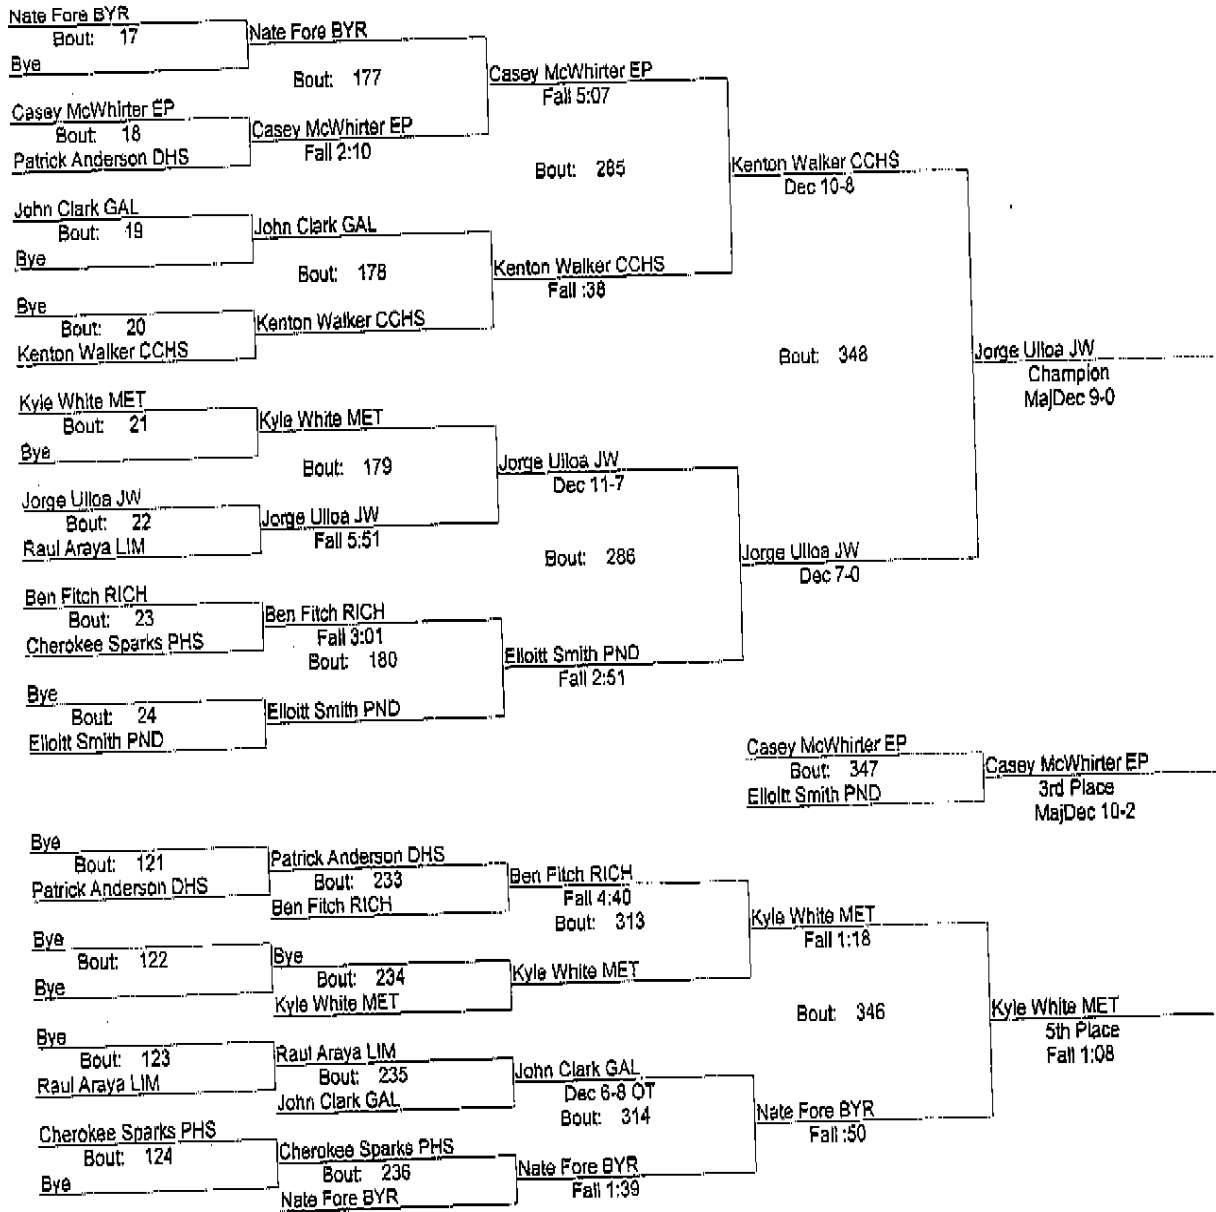 Nate Fore BYR
Bout: 17
Bye
Nate Fore BYR
Bout: 177
Casey McWhirter EP
Bout: 18
Patrick Anderson DHS
Casey McWhirter EP
Fall 2:10
Casey McWhirter EP
Fall 5:07
Bout: 285
John Clark GAL
Bout: 19
Bye
John Clark GAL
Bout: 178
Bye
Bout: 20
Kenton Walker CCHS
Kenton Walker CCHS
Kenton Walker CCHS
Fall :38
Kenton Walker CCHS
Dec 10-8
Bout: 348
Kyle White MET
Bout: 21
Bye
Kyle White MET
Bout: 179
Jorge Ulloa JW
Bout: 22
Raul Araya LIM
Jorge Ulloa JW
Fall 5:51
Jorge Ulloa JW
Dec 11-7
Bout: 286
Ben Fitch RICH
Bout: 23
Cherokee Sparks PHS
Ben Fitch RICH
Fall 3:01
Bout: 180
Bye
Bout: 24
Elloitt Smith PND
Elloitt Smith PND
Elloitt Smith PND
Fall 2:51
Jorge Ulloa JW
Dec 7-0
Jorge Ulloa JW
Champion
MajDec 9-0
Casey McWhirter EP
Bout: 347
Elloitt Smith PND
Casey McWhirter EP
3rd Place
MajDec 10-2
Bye
Bout: 121
Patrick Anderson DHS
Patrick Anderson DHS
Bout: 233
Ben Fitch RICH
Ben Fitch RICH
Fall 4:40
Bout: 313
Bye
Bout: 122
Bye
Bye
Bout: 234
Kyle White MET
Kyle White MET
Kyle White MET
Fall 1:18
Bout: 346
Bye
Bout: 123
Raul Araya LIM
Raul Araya LIM
Bout: 235
John Clark GAL
John Clark GAL
Dec 6-8 OT
Bout: 314
Cherokee Sparks PHS
Bout: 124
Bye
Cherokee Sparks PHS
Bout: 236
Nate Fore BYR
Nate Fore BYR
Fall 1:39
Nate Fore BYR
Fall :50
Kyle White MET
5th Place
Fall 1:08